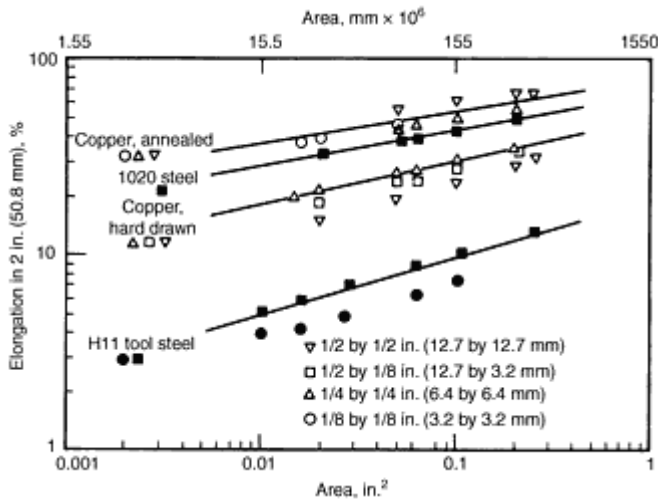 Area, mm × 10⁶
1.55 15.5 155 1550
100
10
1
Elongation in 2 in. (50.8 mm), %
Copper, annealed
1020 steel
Copper,
hard drawn
H11 tool steel
1/2 by 1/2 in. (12.7 by 12.7 mm)
1/2 by 1/8 in. (12.7 by 3.2 mm)
1/4 by 1/4 in. (6.4 by 6.4 mm)
1/8 by 1/8 in. (3.2 by 3.2 mm)
0.001 0.01 0.1 1
Area, in.²